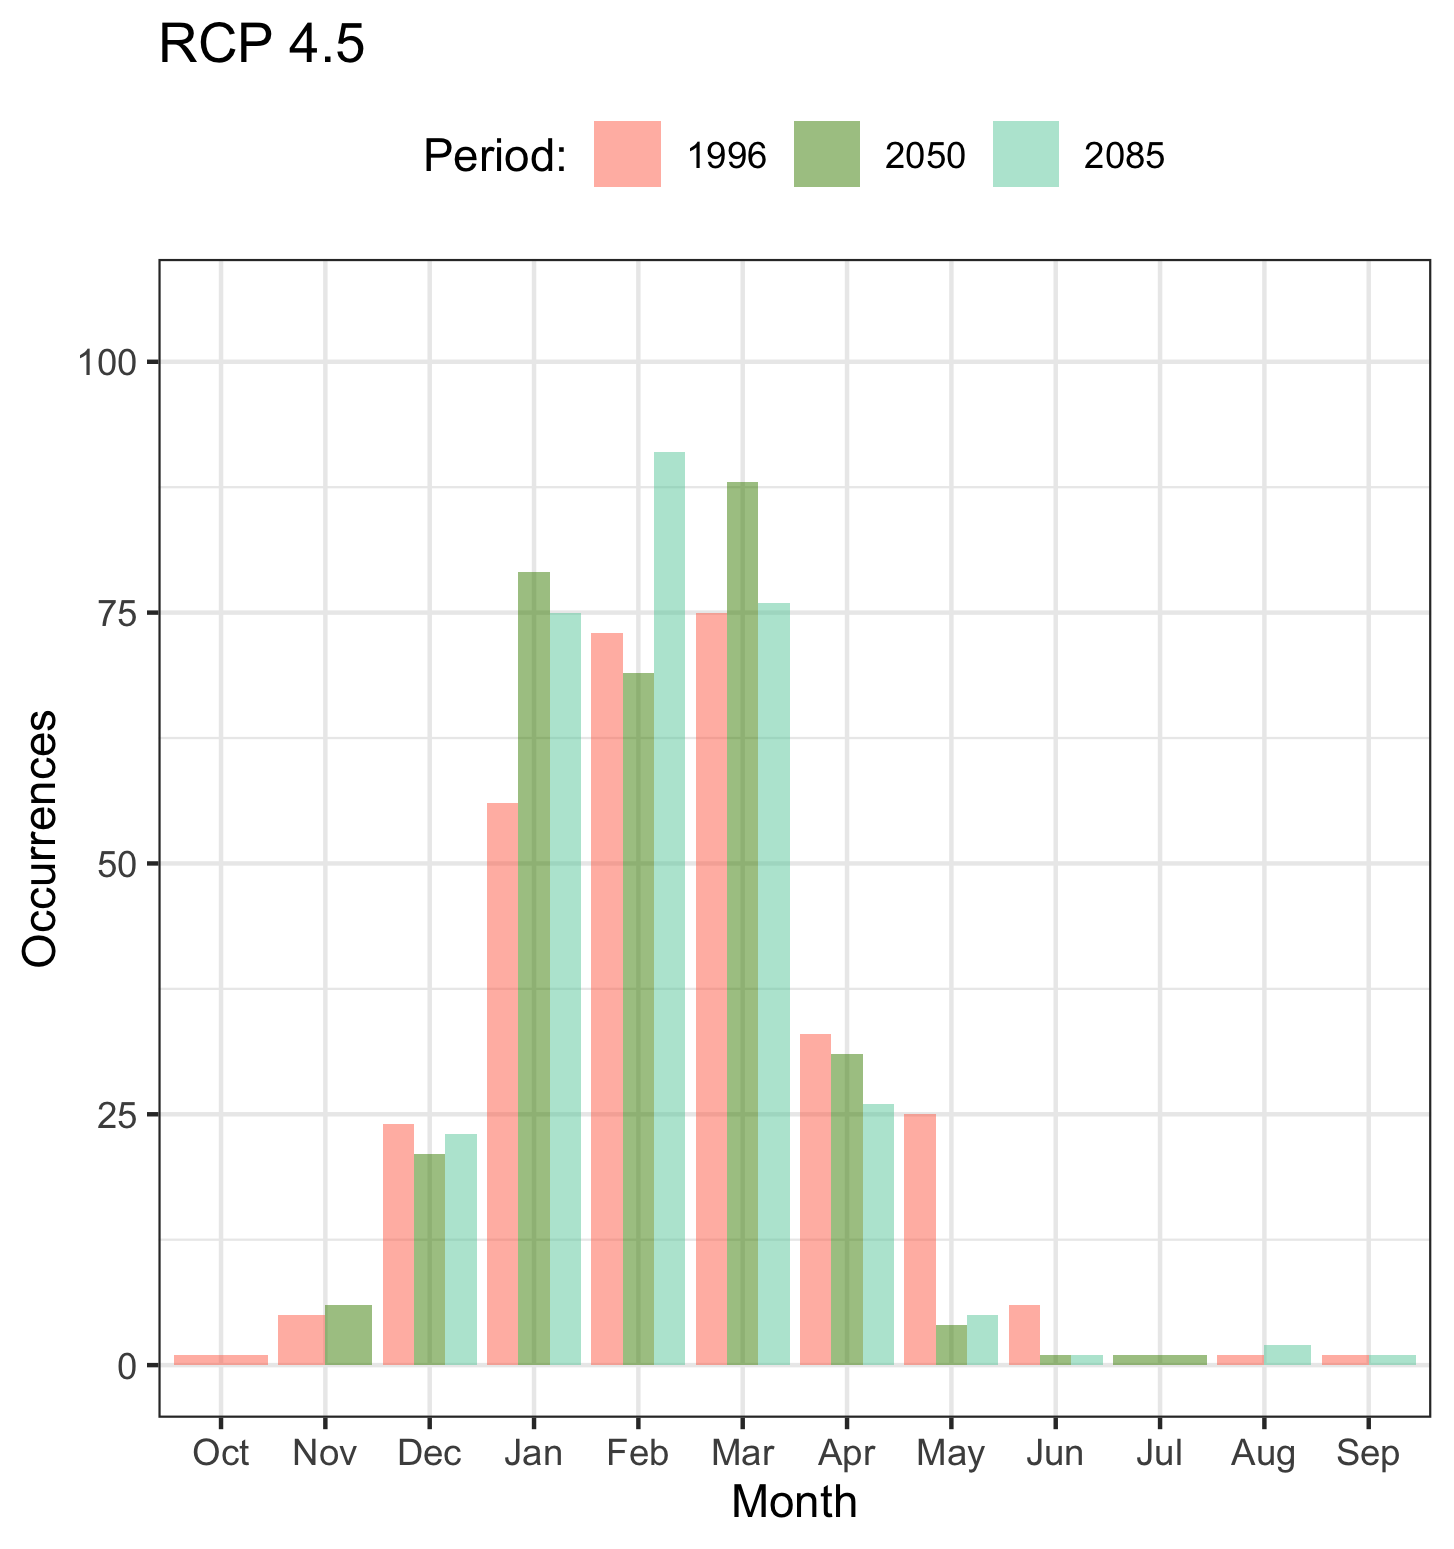 RCP 4.5
Period: 1996 2050 2085
100
75
50
25
0
Occurrences
Oct Nov Dec Jan Feb Mar Apr May Jun Jul Aug Sep
Month